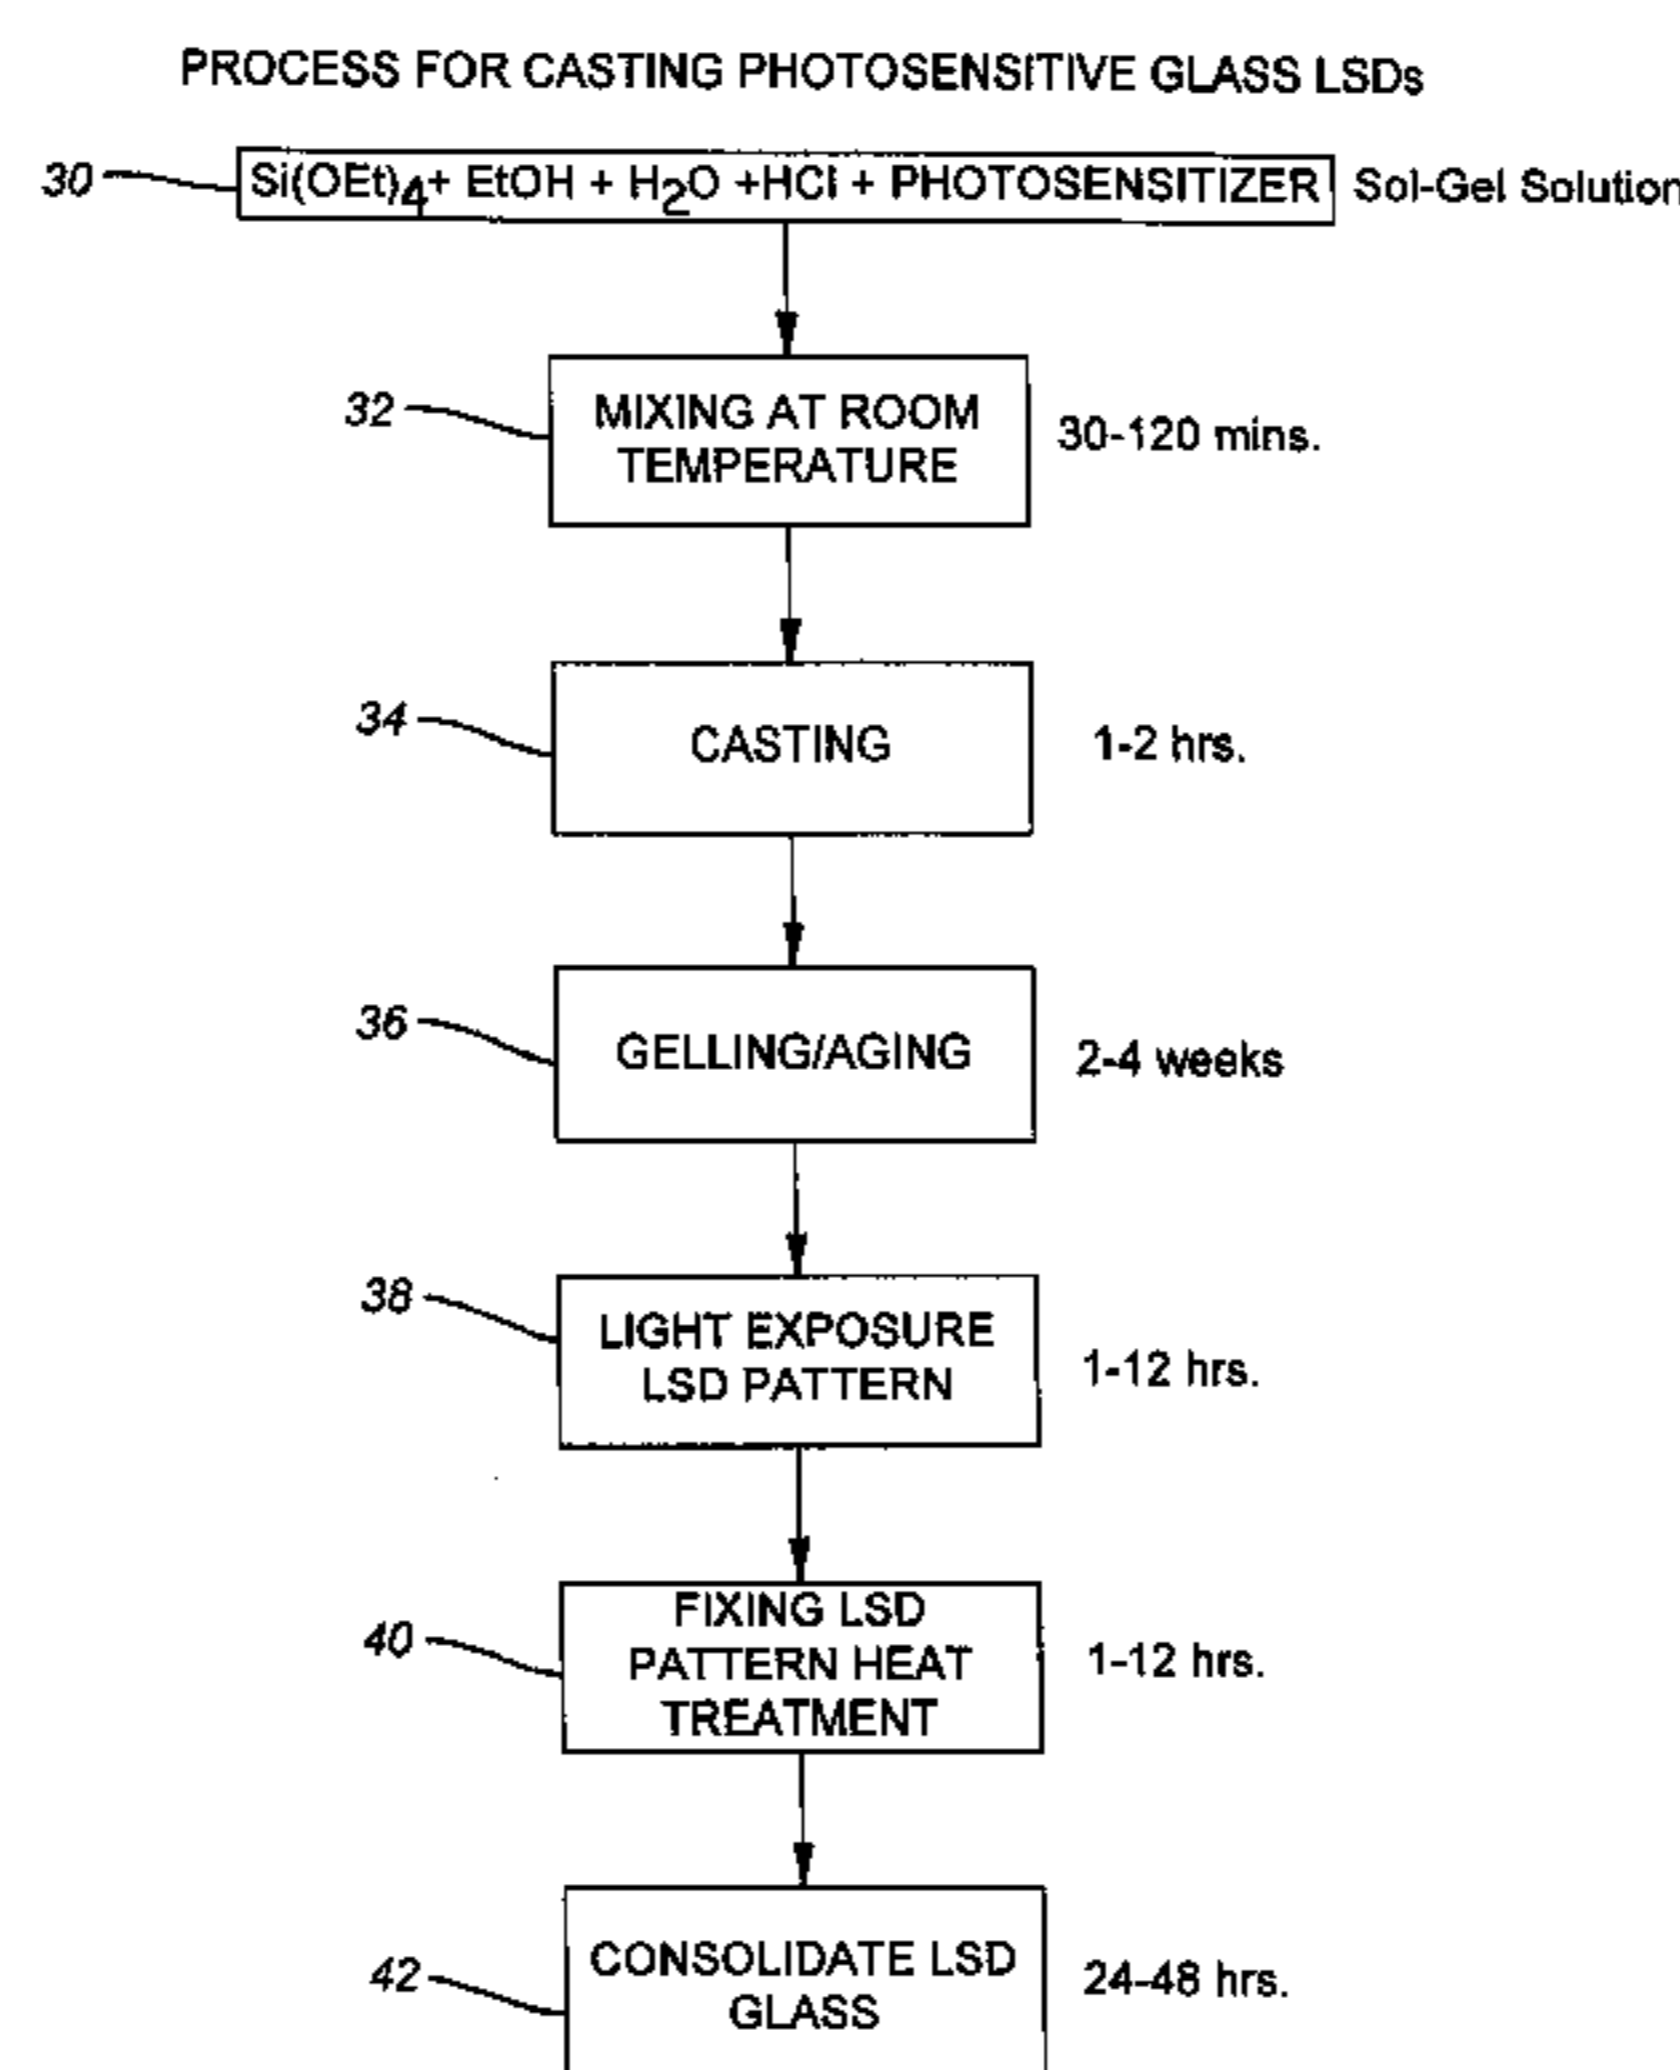 PROCESS FOR CASTING PHOTOSENSITIVE GLASS LSDs
30 Si(OEt)4+ EtOH + H2O +HCl + PHOTOSENSITIZER Sol-Gel Solution
32 MIXING AT ROOM
TEMPERATURE
30-120 mins.
34 CASTING 1-2 hrs.
36 GELLING/AGING 2-4 weeks
38 LIGHT EXPOSURE
LSD PATTERN
1-12 hrs.
40 FIXING LSD
PATTERN HEAT
TREATMENT
1-12 hrs.
42 CONSOLIDATE LSD
GLASS
24-48 hrs.